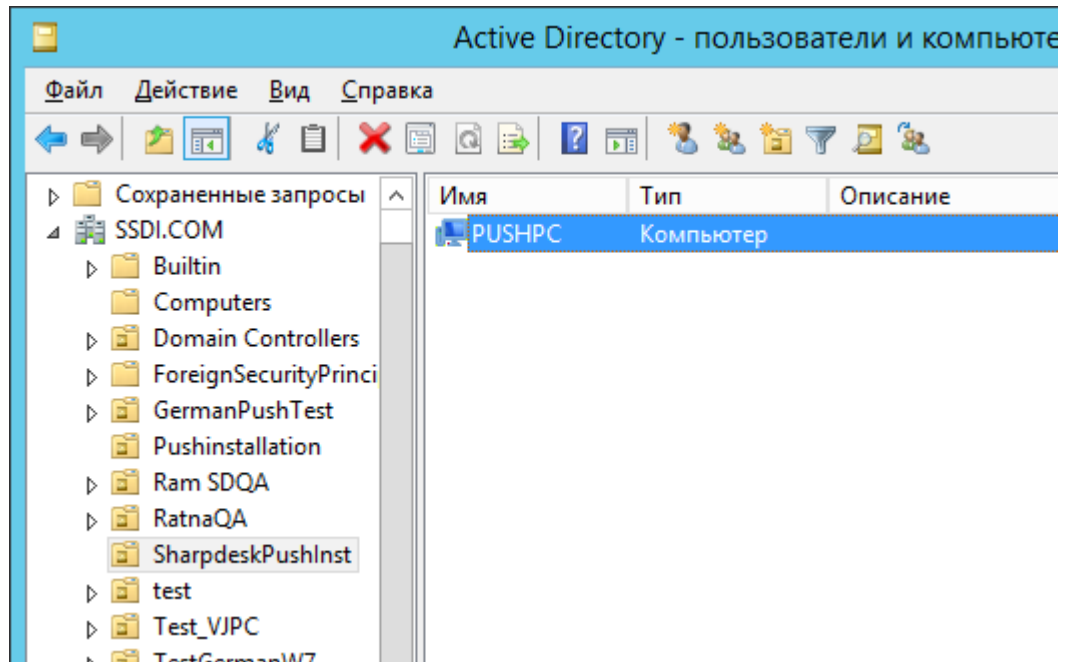 Active Directory - пользователи и компьюте
Файл Действие Вид Справка
Сохраненные запросы
SSDI.COM
Builtin
Computers
Domain Controllers
ForeignSecurityPrinci
GermanPushTest
Pushinstallation
Ram SDQA
RatnaQA
SharpdeskPushInst
test
Test_VJPC
TestGermanW7
Имя Тип Описание
PUSHPC Компьютер